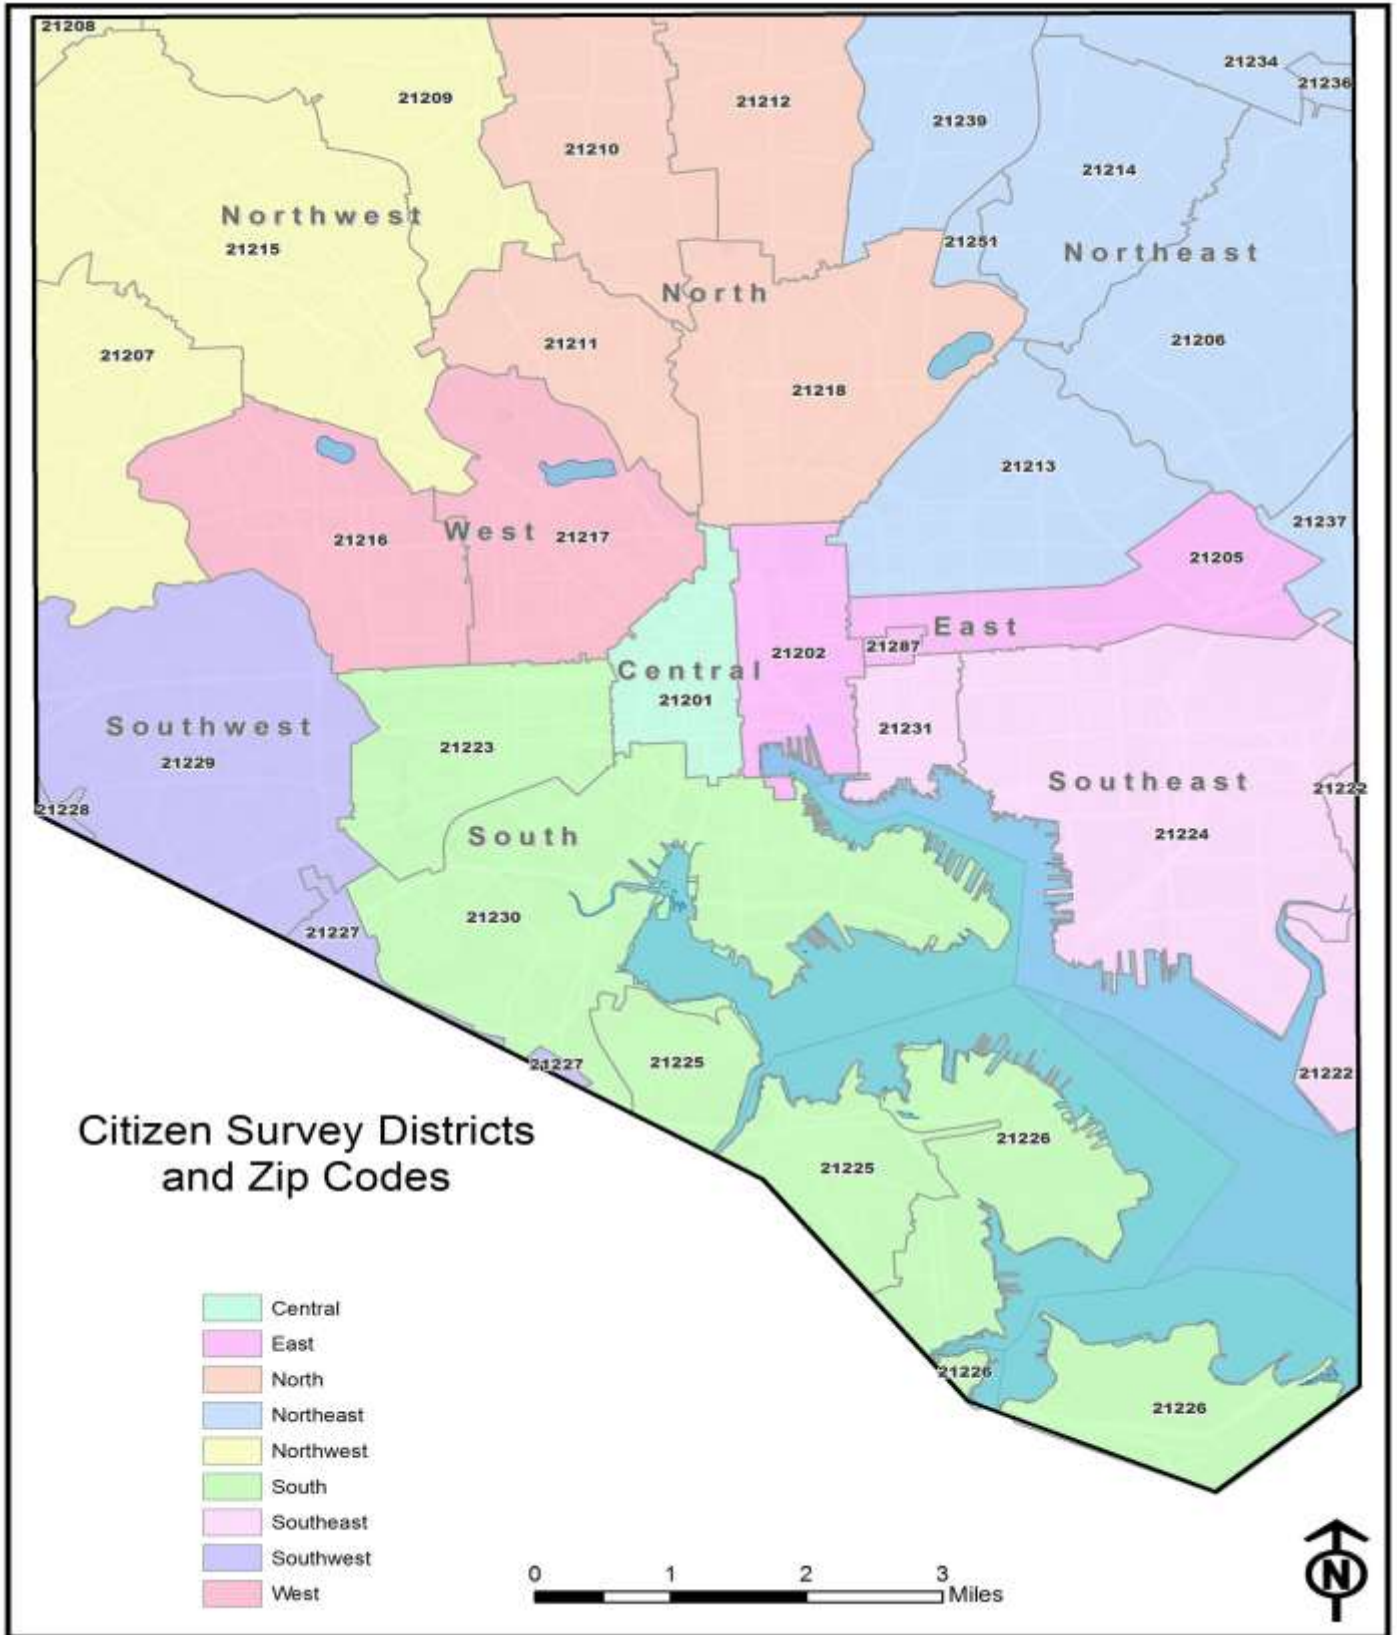 21208
21234
21236
21209
21212
21239
21210
21214
Northwest
21251
21215
Northeast
North
21207
21211
21206
21218
21213
21237
West
21216
21217
21205
East
21287
21202
Central
21201
Southwest
21231
21223
21229
Southeast
21222
21228
South
21224
21230
21227
21227
21225
21222
Citizen Survey Districts
and Zip Codes
21226
21225
21226
21226
Central
East
North
Northeast
Northwest
South
Southeast
Southwest
West
0 1 2 3
Miles
N